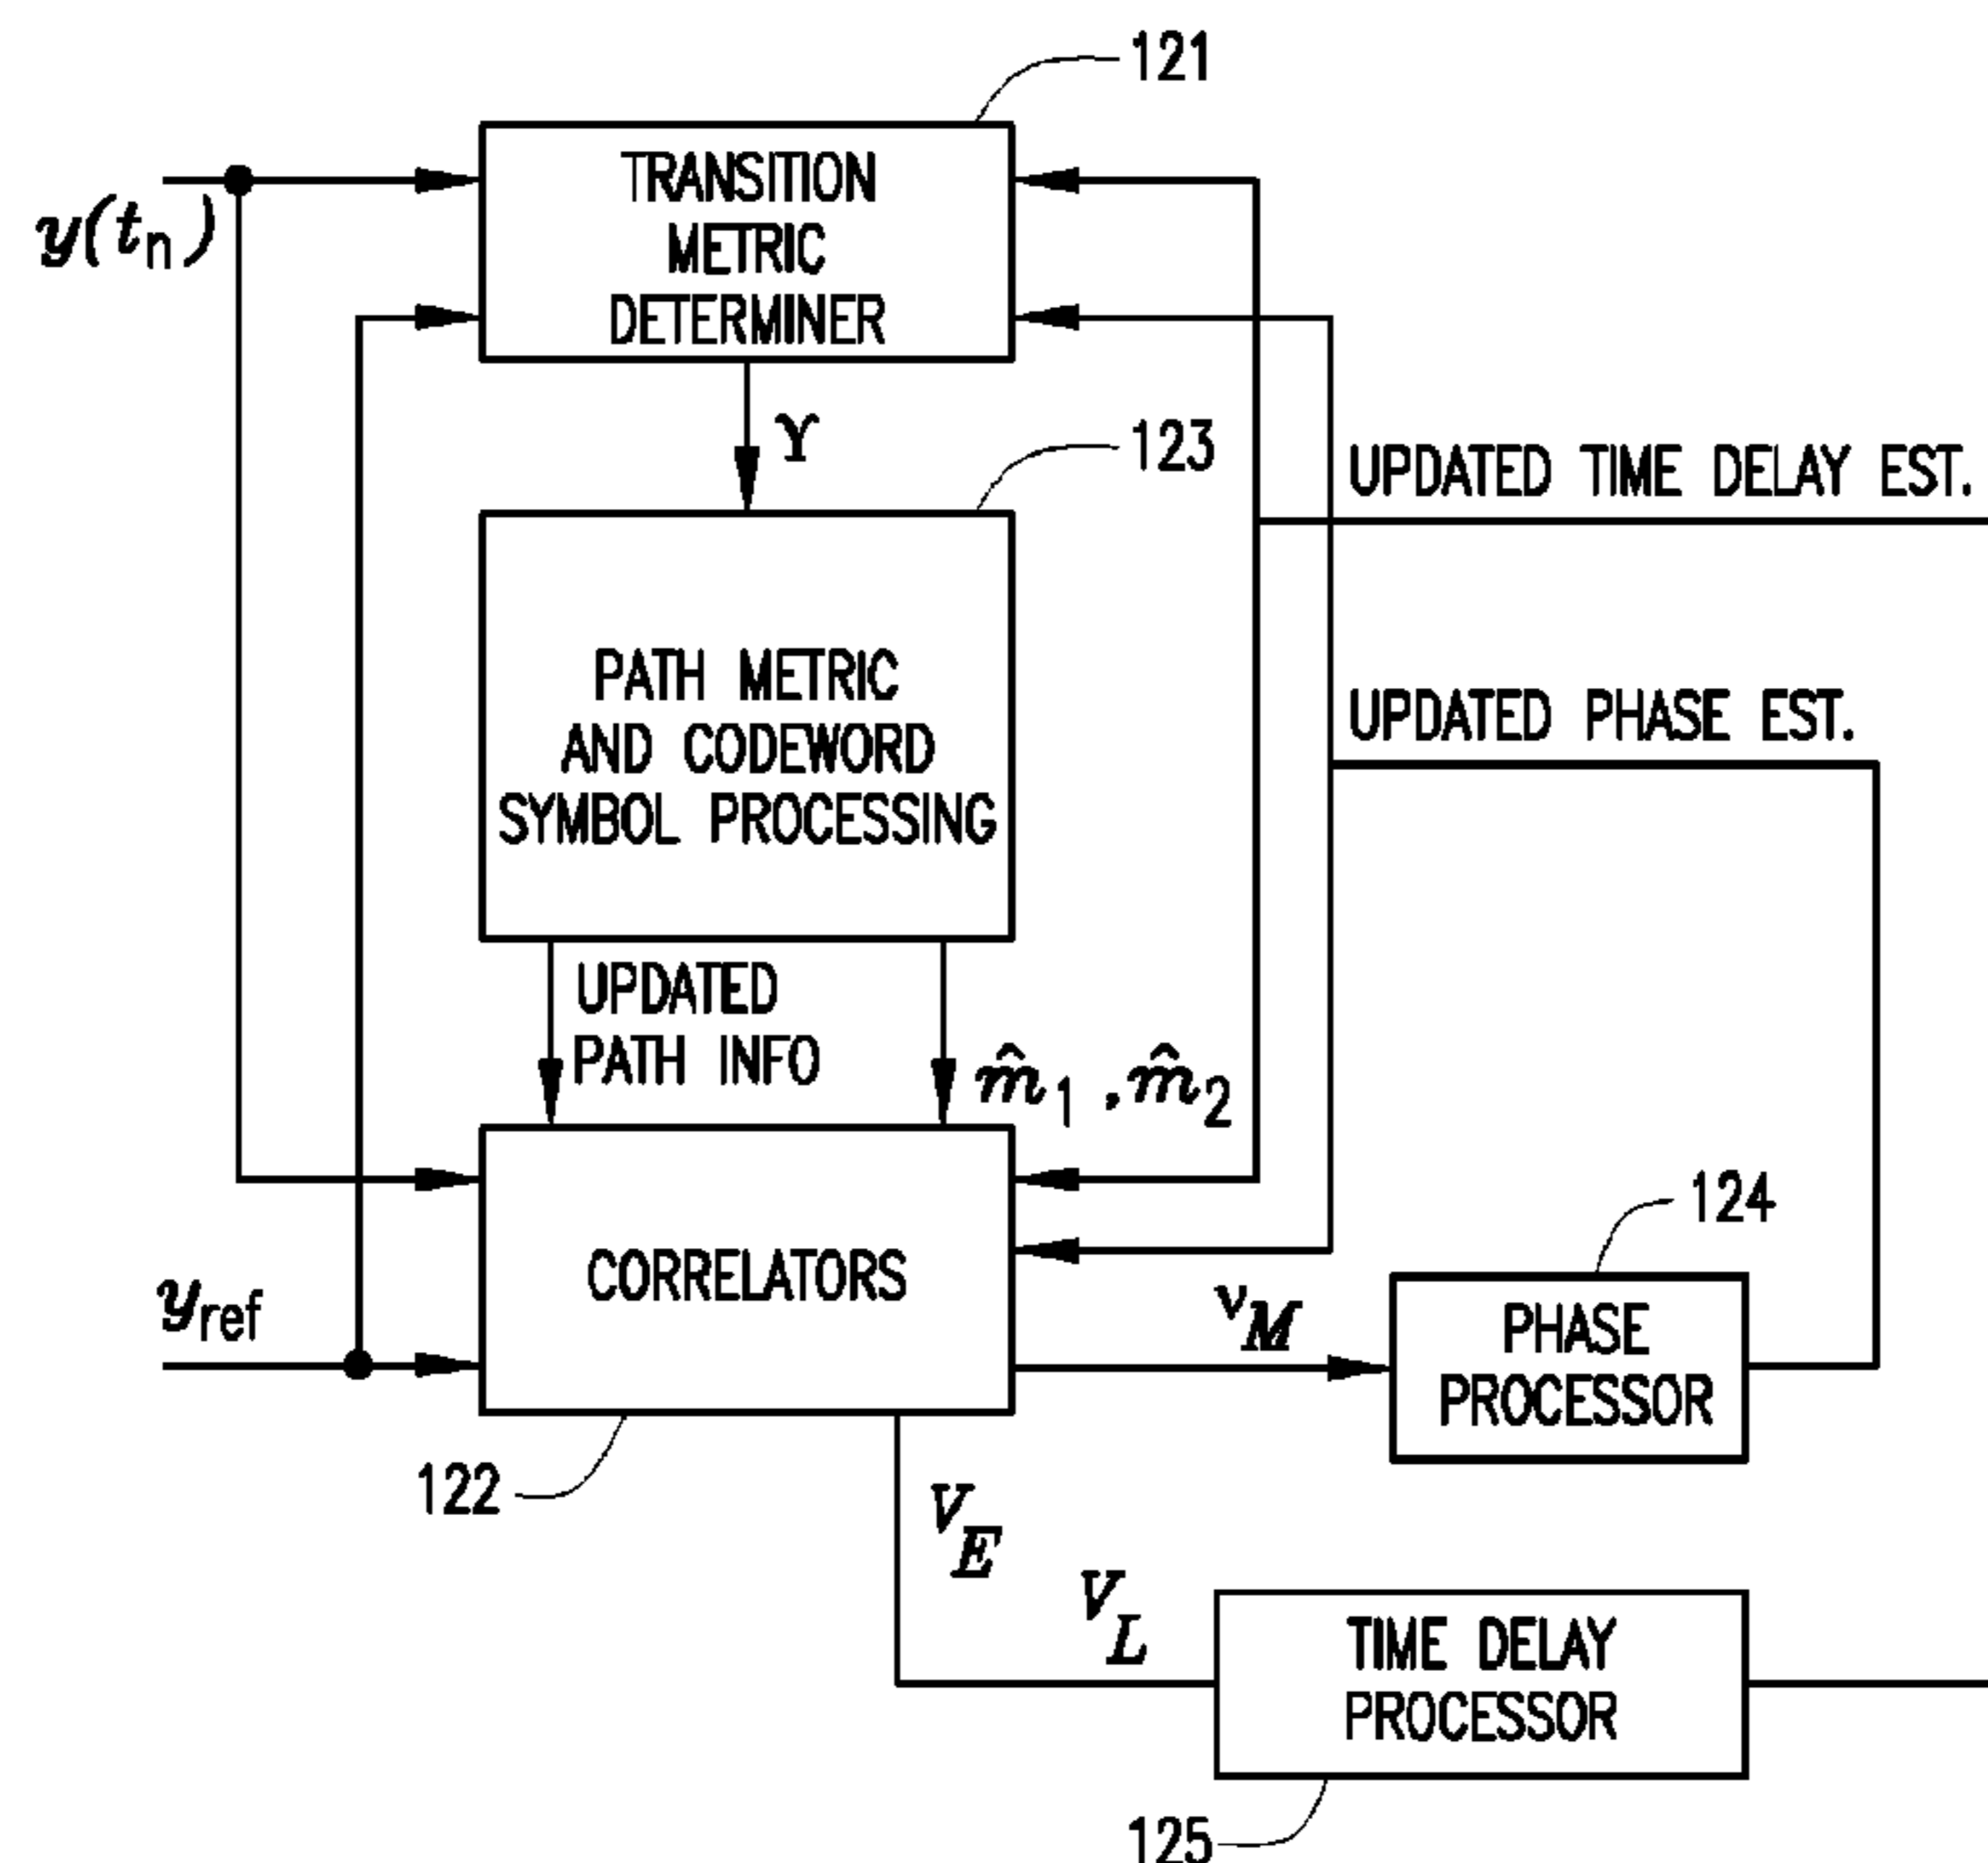 121
TRANSITION
METRIC
DETERMINER
y(tn)
ϒ
123
UPDATED TIME DELAY EST.
PATH METRIC
AND CODEWORD
SYMBOL PROCESSING
UPDATED PHASE EST.
UPDATED
PATH INFO
m̂1 , m̂2
124
CORRELATORS
yref
νM
PHASE
PROCESSOR
122
VE
VL
TIME DELAY
PROCESSOR
125